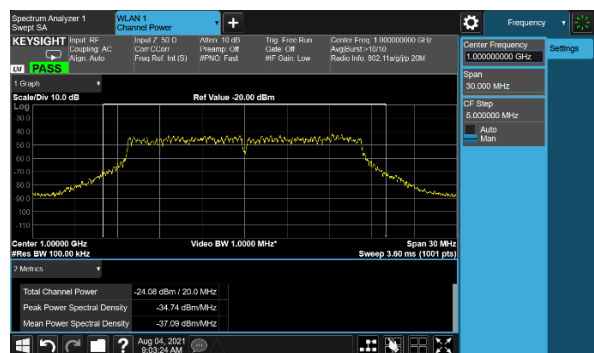 Spectrum Analyzer 1
Swept SA
WLAN 1
Channel Power
+
Frequency
KEYSIGHT
Input: RF
Coupling: AC
Align: Auto
Input Z: 50 Ω
Corr CCorr
Freq Ref: Int (S)
Atten: 10 dB
Preamp: Off
#PNO: Fast
Trig: Free Run
Gate: Off
#IF Gain: Low
Center Freq: 1.000000000 GHz
Avg|Burst:>10/10
Radio Info: 802.11a/g/j/p 20M
LXI
PASS
Center Frequency
1.000000000 GHz
Settings
Span
30.000 MHz
CF Step
5.000000 MHz
Auto
Man
1 Graph
Scale/Div 10.0 dB
Ref Value -20.00 dBm
Log
-30.0
-40.0
-50.0
-60.0
-70.0
-80.0
-90.0
-100
-110
Center 1.00000 GHz
#Res BW 100.00 kHz
Video BW 1.0000 MHz*
Span 30 MHz
Sweep 3.60 ms (1001 pts)
2 Metrics
Total Channel Power -24.08 dBm / 20.0 MHz
Peak Power Spectral Density -34.74 dBm/MHz
Mean Power Spectral Density -37.09 dBm/MHz
?
Aug 04, 2021
9:03:24 AM